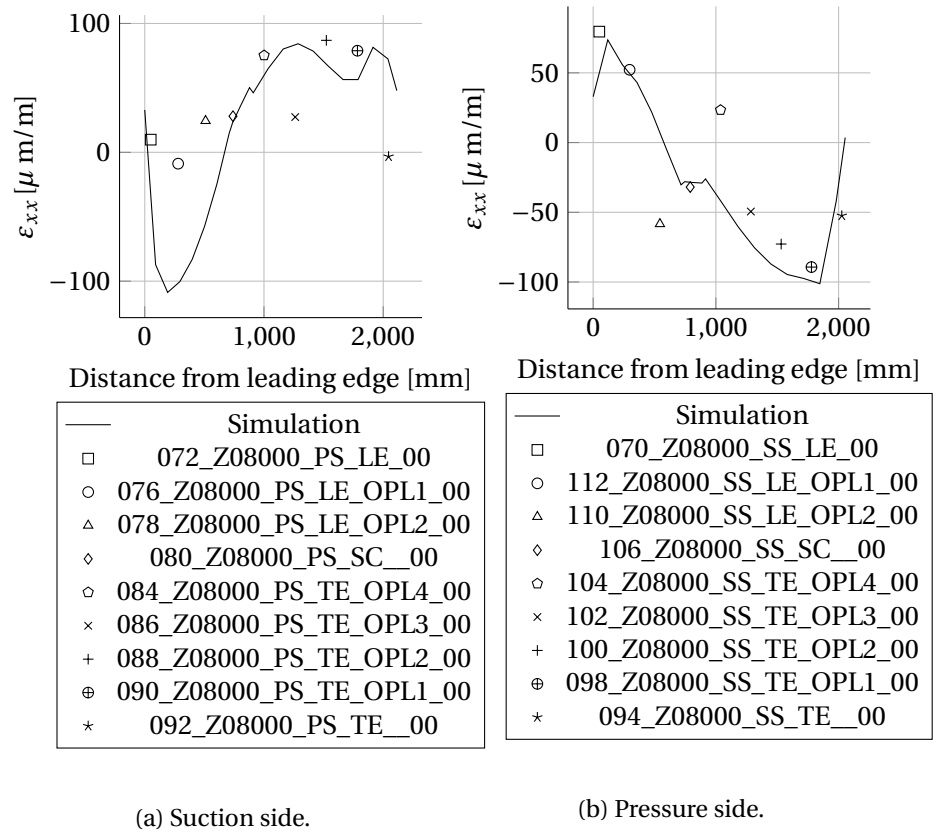 100
0
−100
ε_xx [μ m/m]
0
1,000
2,000
Distance from leading edge [mm]
Simulation
072_Z08000_PS_LE_00
076_Z08000_PS_LE_OPL1_00
078_Z08000_PS_LE_OPL2_00
080_Z08000_PS_SC__00
084_Z08000_PS_TE_OPL4_00
086_Z08000_PS_TE_OPL3_00
088_Z08000_PS_TE_OPL2_00
090_Z08000_PS_TE_OPL1_00
092_Z08000_PS_TE__00
(a) Suction side.
50
0
−50
−100
ε_xx [μ m/m]
0
1,000
2,000
Distance from leading edge [mm]
Simulation
070_Z08000_SS_LE_00
112_Z08000_SS_LE_OPL1_00
110_Z08000_SS_LE_OPL2_00
106_Z08000_SS_SC__00
104_Z08000_SS_TE_OPL4_00
102_Z08000_SS_TE_OPL3_00
100_Z08000_SS_TE_OPL2_00
098_Z08000_SS_TE_OPL1_00
094_Z08000_SS_TE__00
(b) Pressure side.